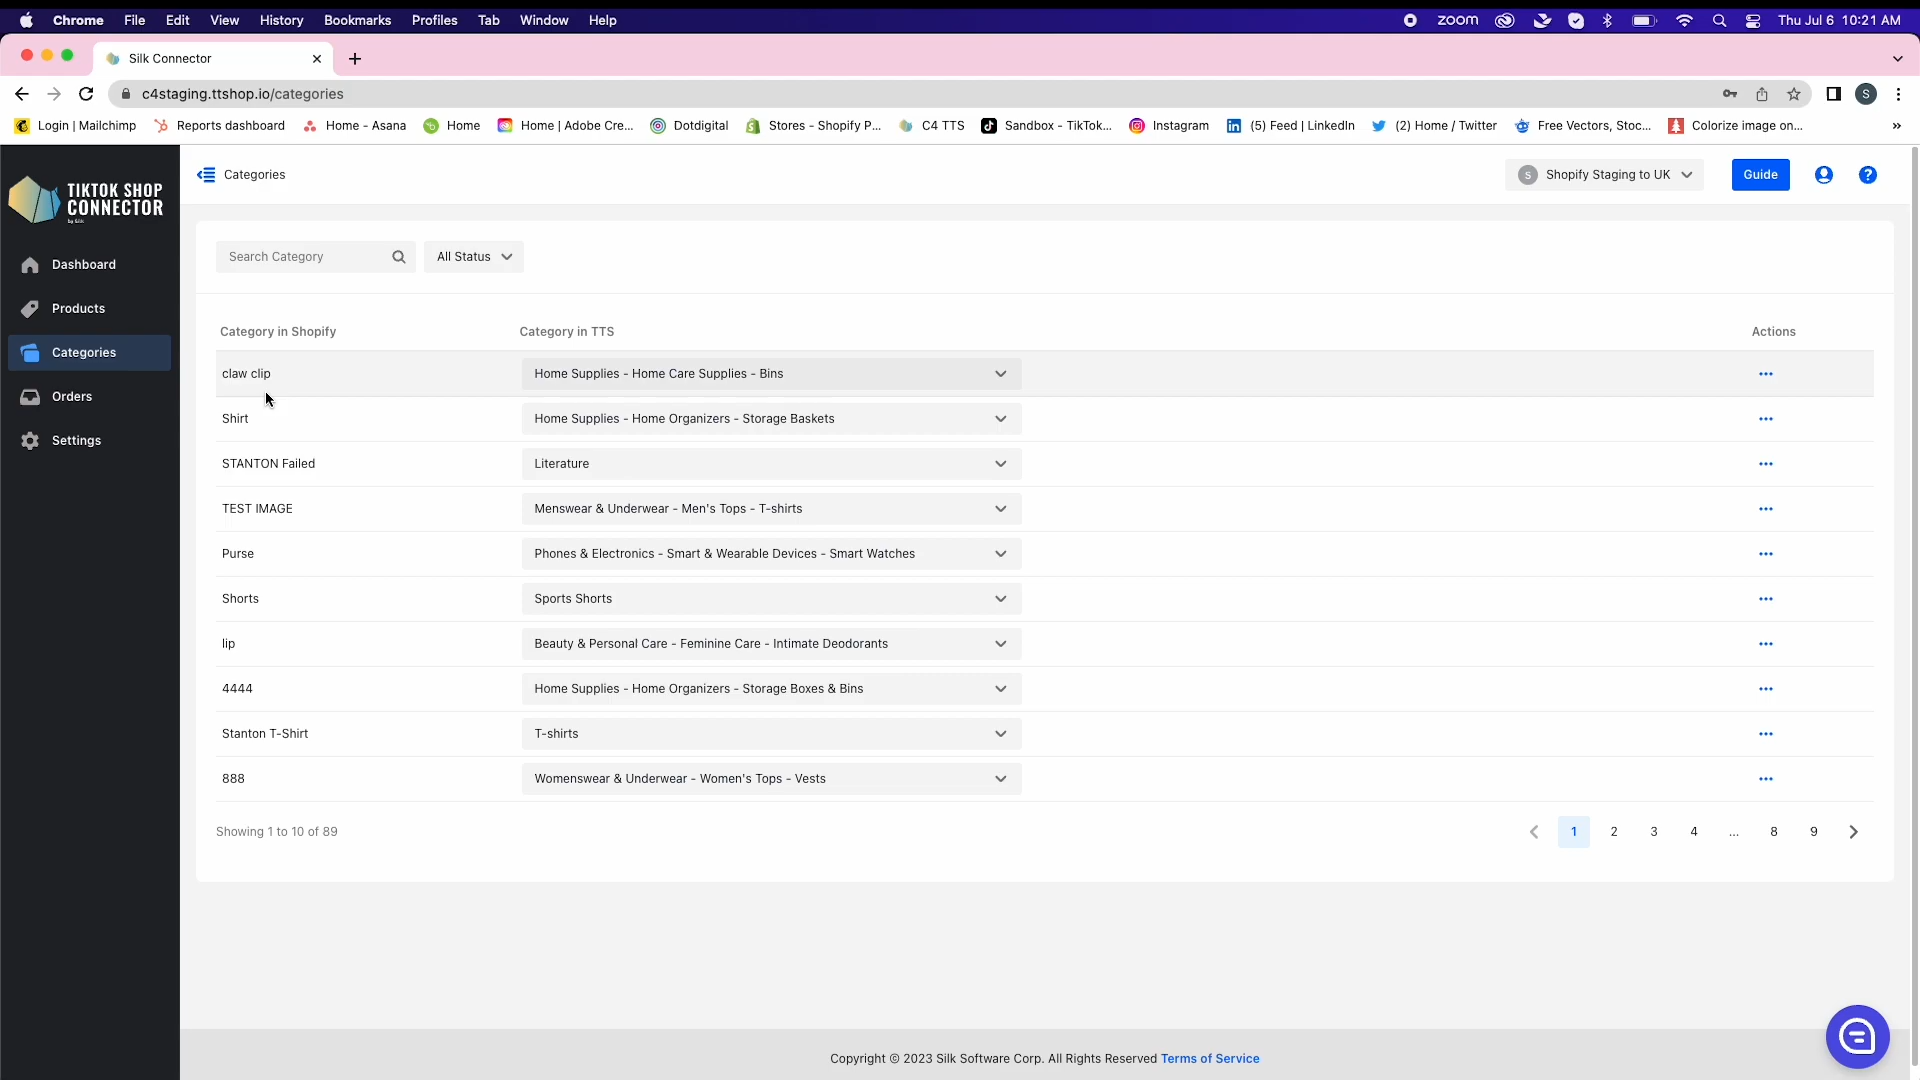 Chrome File Edit View History Bookmarks Profiles Tab Window Help zoom Thu Jul 6 10:21 AM
Silk Connector
c4staging.ttshop.io/categories S
Login | Mailchimp Reports dashboard Home - Asana Home Home | Adobe Cre... Dotdigital Stores - Shopify P... C4 TTS Sandbox - TikTok... Instagram (5) Feed | LinkedIn (2) Home / Twitter Free Vectors, Stoc... Colorize image on... »
TIKTOK SHOP
CONNECTOR
by Silk
Categories S Shopify Staging to UK Guide ?
Dashboard
Products
Categories
Orders
Settings
Search Category All Status
Category in Shopify Category in TTS Actions
claw clip Home Supplies - Home Care Supplies - Bins ...
Shirt Home Supplies - Home Organizers - Storage Baskets ...
STANTON Failed Literature ...
TEST IMAGE Menswear & Underwear - Men's Tops - T-shirts ...
Purse Phones & Electronics - Smart & Wearable Devices - Smart Watches ...
Shorts Sports Shorts ...
lip Beauty & Personal Care - Feminine Care - Intimate Deodorants ...
4444 Home Supplies - Home Organizers - Storage Boxes & Bins ...
Stanton T-Shirt T-shirts ...
888 Womenswear & Underwear - Women's Tops - Vests ...
Showing 1 to 10 of 89 1 2 3 4 ... 8 9
Copyright © 2023 Silk Software Corp. All Rights Reserved Terms of Service